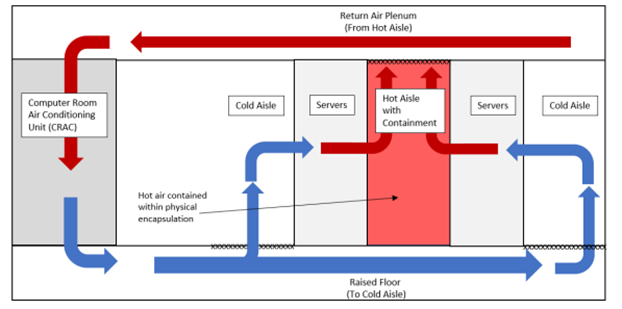 Return Air Plenum
(From Hot Aisle)
Computer Room
Air Conditioning
Unit (CRAC)
Cold Aisle
Servers
Hot Aisle
with
Containment
Servers
Cold Aisle
Hot air contained
within physical
encapsulation
Raised Floor
(To Cold Aisle)